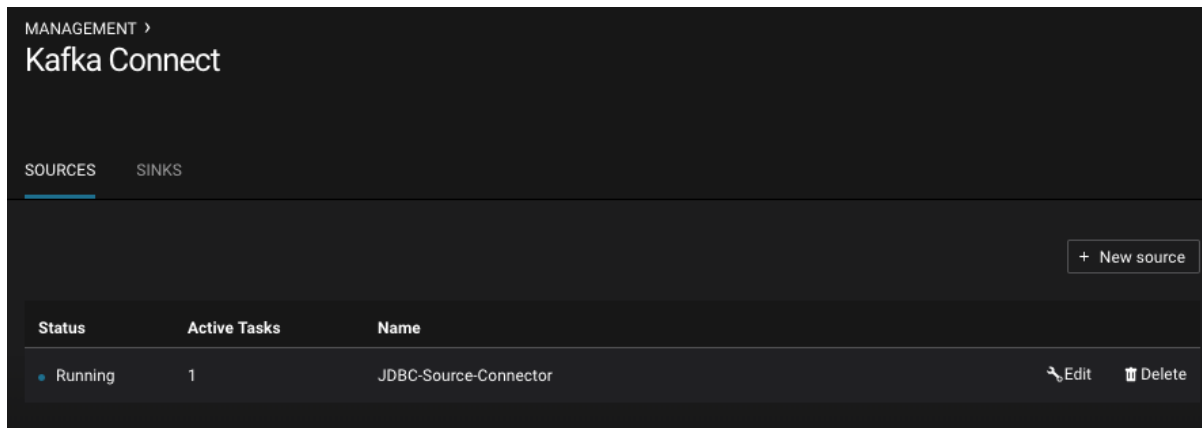 MANAGEMENT ›
Kafka Connect
SOURCES SINKS
+ New source
Status Active Tasks Name
Running 1 JDBC-Source-Connector Edit Delete